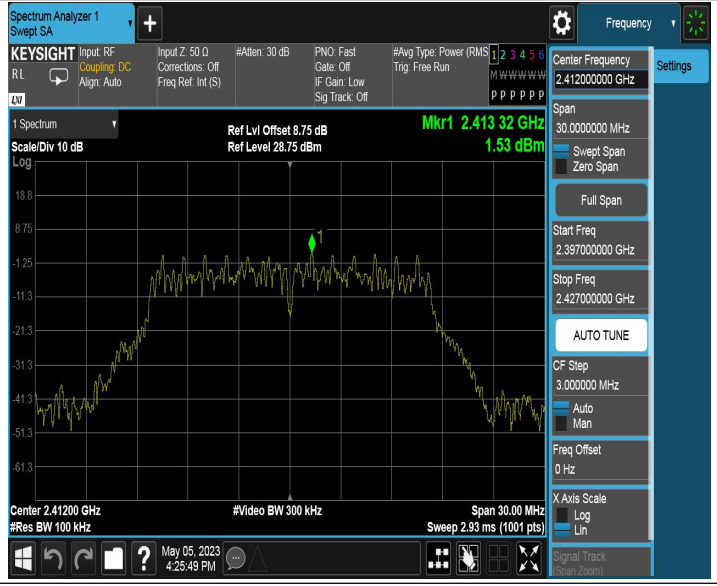 Spectrum Analyzer 1
Swept SA
Frequency
KEYSIGHT
RL
LXI
Input: RF
Coupling: DC
Align: Auto
Input Z: 50 Ω
Corrections: Off
Freq Ref: Int (S)
#Atten: 30 dB
PNO: Fast
Gate: Off
IF Gain: Low
Sig Track: Off
#Avg Type: Power (RMS
Trig: Free Run
1 2 3 4 5 6
M W W W W W
P P P P P P
Center Frequency
2.412000000 GHz
Settings
Span
30.0000000 MHz
Swept Span
Zero Span
Full Span
Start Freq
2.397000000 GHz
Stop Freq
2.427000000 GHz
AUTO TUNE
CF Step
3.000000 MHz
Auto
Man
Freq Offset
0 Hz
X Axis Scale
Log
Lin
Signal Track
(Span Zoom)
1 Spectrum
Scale/Div 10 dB
Ref Lvl Offset 8.75 dB
Ref Level 28.75 dBm
Mkr1 2.413 32 GHz
1.53 dBm
Log
18.8
8.75
-1.25
-11.3
-21.3
-31.3
-41.3
-51.3
-61.3
1
Center 2.41200 GHz
#Video BW 300 kHz
Span 30.00 MHz
#Res BW 100 kHz
Sweep 2.93 ms (1001 pts)
?
May 05, 2023
4:25:49 PM